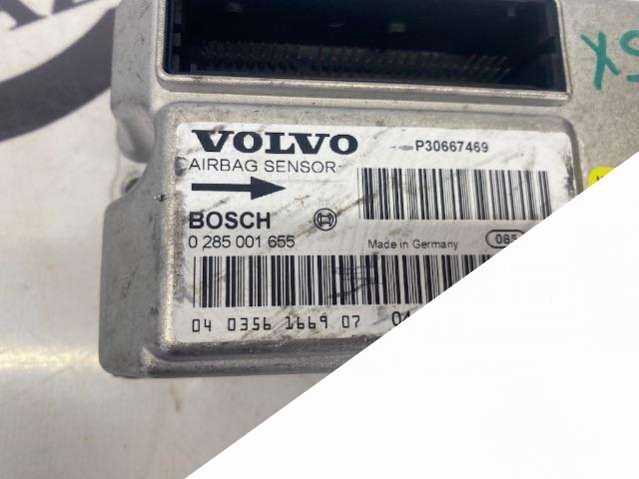 VOLVO
P30667469
AIRBAG SENSOR
BOSCH
0 285 001 655
Made in Germany
04 0356 1669 07